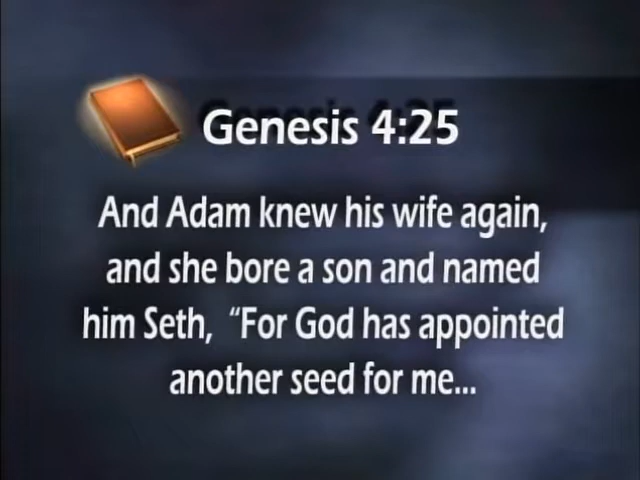 Genesis 4:25
And Adam knew his wife again,
and she bore a son and named
him Seth, “For God has appointed
another seed for me...